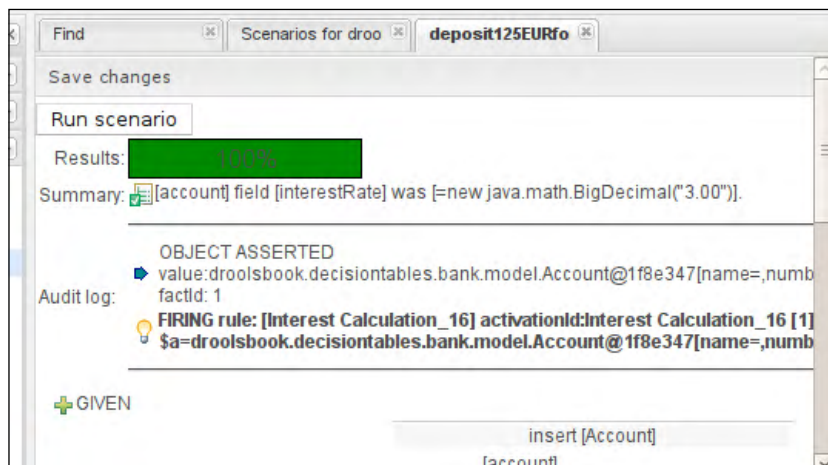 Find
Scenarios for droo
deposit125EURfo
Save changes
Run scenario
Results: 100%
Summary: [account] field [interestRate] was [=new java.math.BigDecimal("3.00")].
OBJECT ASSERTED
value:droolsbook.decisiontables.bank.model.Account@1f8e347[name=,numb
Audit log: factId: 1
FIRING rule: [Interest Calculation_16] activationId:Interest Calculation_16 [1]
$a=droolsbook.decisiontables.bank.model.Account@1f8e347[name=,numb
GIVEN
insert [Account]
[account]